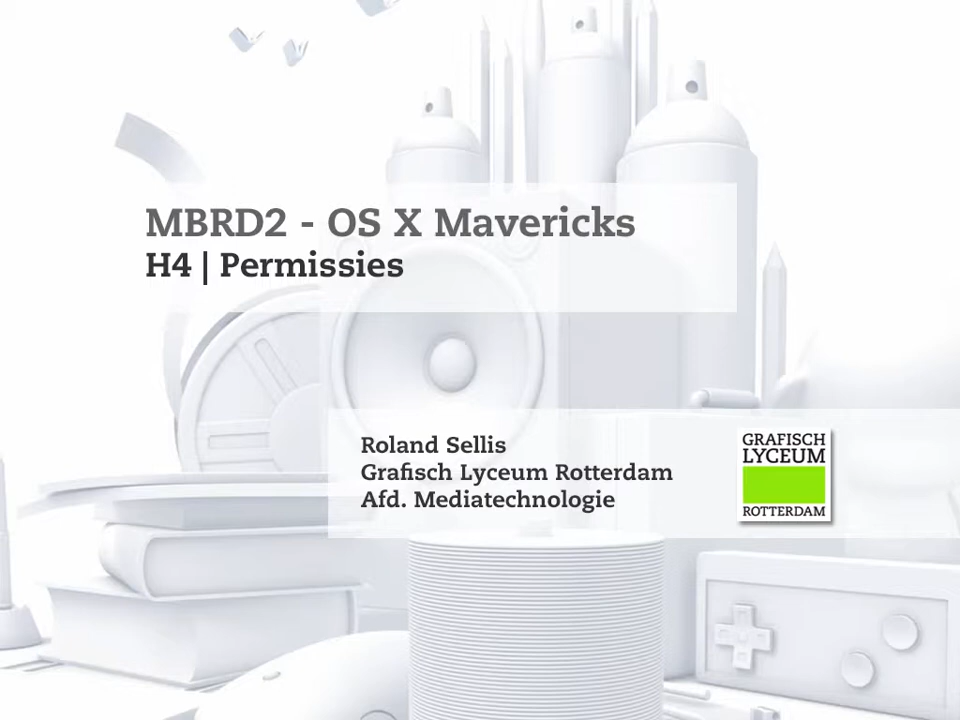 MBRD2 - OS X Mavericks
H4 | Permissies
Roland Sellis
Grafisch Lyceum Rotterdam
Afd. Mediatechnologie
GRAFISCH
LYCEUM
ROTTERDAM